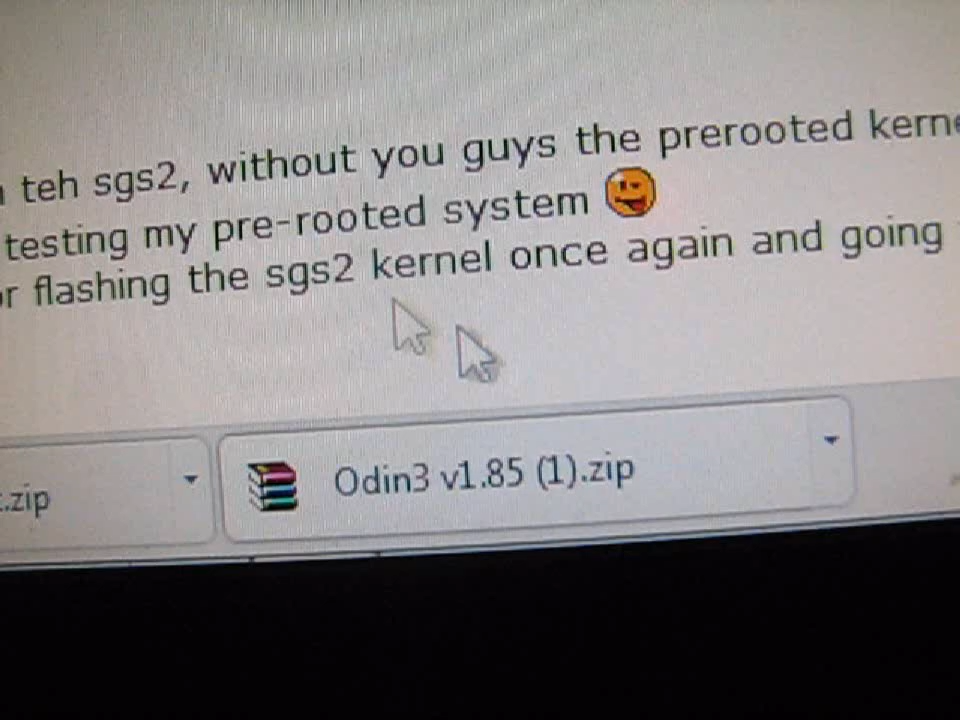 teh sgs2, without you guys the prerooted
testing my pre-rooted system
flashing the sgs2 kernel once again and going
.zip
Odin3 v1.85 (1).zip